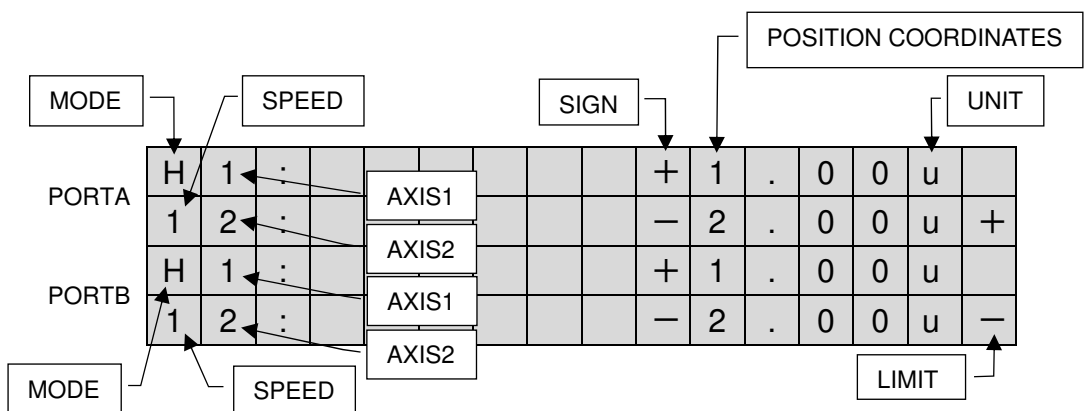 POSITION COORDINATES
MODE SPEED SIGN UNIT
PORTA H 1 : + 1 . 0 0 u
AXIS1
1 2 : − 2 . 0 0 u +
AXIS2
PORTB H 1 : + 1 . 0 0 u
AXIS1
1 2 : − 2 . 0 0 u −
AXIS2
MODE SPEED LIMIT